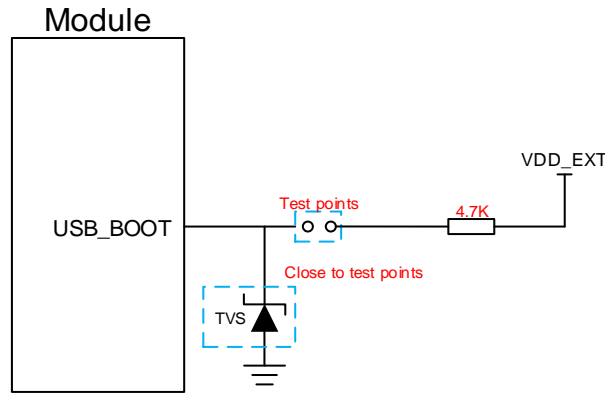 Module
VDD_EXT
Test points
4.7K
USB_BOOT
Close to test points
TVS